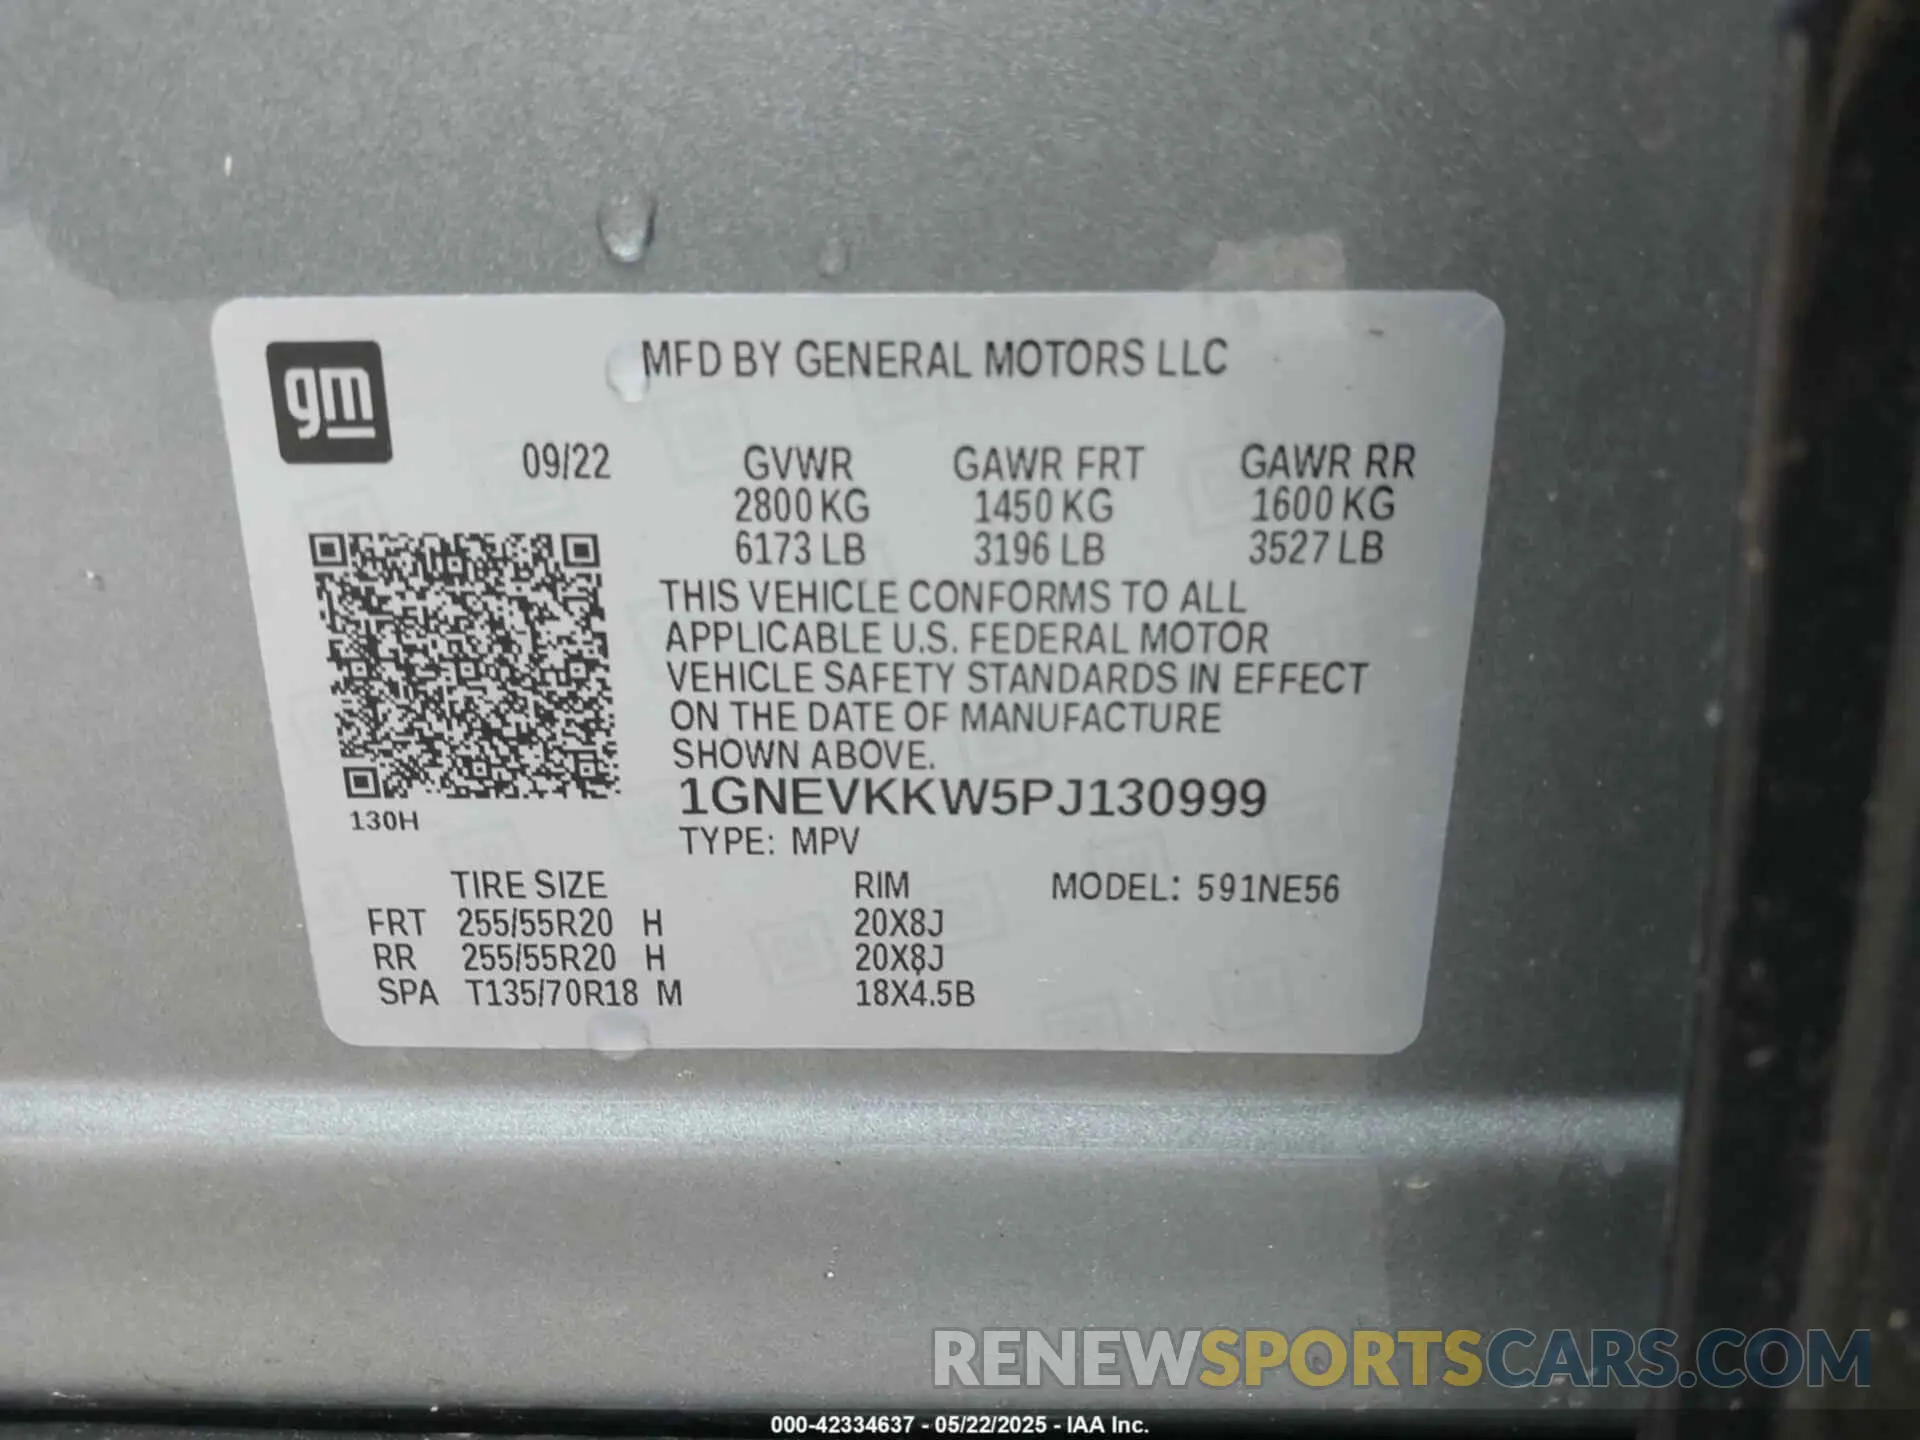 gm
MFD BY GENERAL MOTORS LLC
09/22 GVWR GAWR FRT GAWR RR
2800 KG 1450 KG 1600 KG
6173 LB 3196 LB 3527 LB
THIS VEHICLE CONFORMS TO ALL
APPLICABLE U.S. FEDERAL MOTOR
VEHICLE SAFETY STANDARDS IN EFFECT
ON THE DATE OF MANUFACTURE
SHOWN ABOVE.
1GNEVKKW5PJ130999
130H
TYPE: MPV
TIRE SIZE RIM MODEL: 591NE56
FRT 255/55R20 H 20X8J
RR 255/55R20 H 20X8J
SPA T135/70R18 M 18X4.5B
RENEWSPORTSCARS.COM
000-42334637 - 05/22/2025 - IAA Inc.